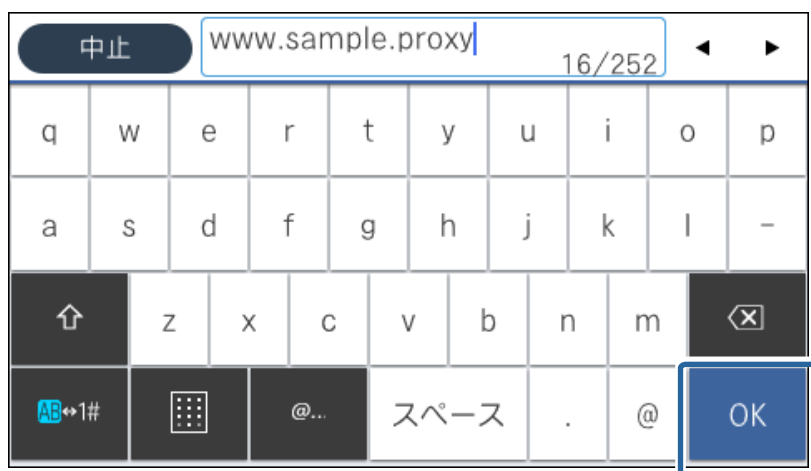 中止 www.sample.proxy 16/252 ◀ ▶
q w e r t y u i o p
a s d f g h j k l -
z x c v b n m
AB↔1# @... スペース . @ OK